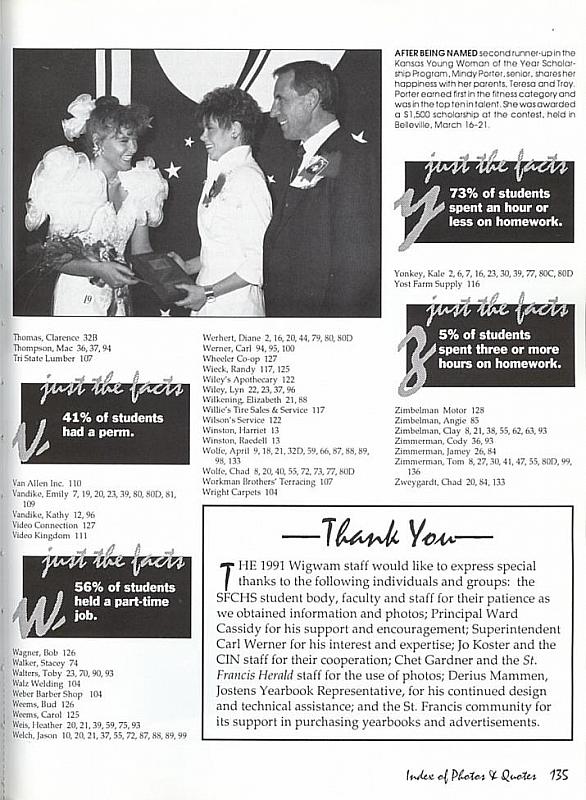 AFTER BEING NAMED second runner-up in the
Kansas Young Woman of the Year Scholar-
ship Program, Mindy Porter, senior, shares her
happiness with her parents, Teresa and Troy.
Porter earned first in the fitness category and
was in the top ten in talent. She was awarded
a $1,500 scholarship at the contest, held in
Belleville, March 16-21.
just the facts
Y
73% of students
spent an hour or
less on homework.
Yonkey, Kale 2, 6, 7, 16, 23, 30, 39, 77, 80C, 80D
Yost Farm Supply 116
just the facts
Z
5% of students
spent three or more
hours on homework.
Zimbelman Motor 128
Zimbelman, Angie 85
Zimbelman, Clay 8, 21, 38, 55, 62, 63, 93
Zimmerman, Cody 36, 93
Zimmerman, Jamey 26, 84
Zimmerman, Tom 8, 27, 30, 41, 47, 55, 80D, 99,
136
Zweygardt, Chad 20, 84, 133
19
Thomas, Clarence 32B
Thompson, Mac 36, 37, 94
Tri State Lumber 107
just the facts
V.
41% of students
had a perm.
Van Allen Inc. 110
Vandike, Emily 7, 19, 20, 23, 39, 80, 80D, 81,
109
Vandike, Kathy 12, 96
Video Connection 127
Video Kingdom 111
just the facts
W.
56% of students
held a part-time
job.
Wagner, Bob 126
Walker, Stacey 74
Walters, Toby 23, 70, 90, 93
Walz Welding 104
Weber Barber Shop 104
Weems, Bud 126
Weems, Carol 125
Weis, Heather 20, 21, 39, 59, 75, 93
Welch, Jason 10, 20, 21, 37, 55, 72, 87, 88, 89, 99
Werhert, Diane 2, 16, 20, 44, 79, 80, 80D
Werner, Carl 94, 95, 100
Wheeler Co-op 127
Wieck, Randy 117, 125
Wiley's Apothecary 122
Wiley, Lyn 22, 23, 37, 96
Wilkening, Elizabeth 21, 88
Willie's Tire Sales & Service 117
Wilson's Service 122
Winston, Harriet 13
Winston, Raedell 13
Wolfe, April 9, 18, 21, 32D, 59, 66, 87, 88, 89,
98, 133
Wolfe, Chad 8, 20, 40, 55, 72, 73, 77, 80D
Workman Brothers' Terracing 107
Wright Carpets 104
Thank You
THE 1991 Wigwam staff would like to express special
thanks to the following individuals and groups: the
SFCHS student body, faculty and staff for their patience as
we obtained information and photos; Principal Ward
Cassidy for his support and encouragement; Superintendent
Carl Werner for his interest and expertise; Jo Koster and the
CIN staff for their cooperation; Chet Gardner and the St.
Francis Herald staff for the use of photos; Derius Mammen,
Jostens Yearbook Representative, for his continued design
and technical assistance; and the St. Francis community for
its support in purchasing yearbooks and advertisements.
Index of Photos & Quotes 135